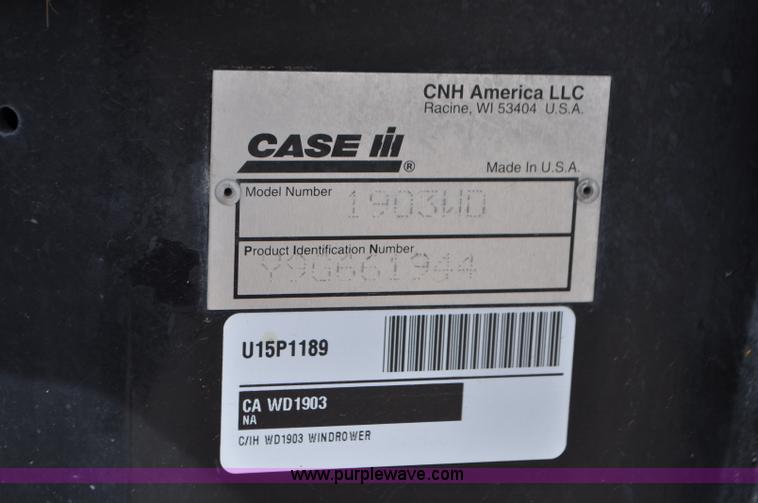 CNH America LLC
Racine, WI 53404 U.S.A.
CASE IH ®
Made In U.S.A.
Model Number
1903WD
Product Identification Number
Y9G661944
U15P1189
CA WD1903
NA
C/IH WD1903 WINDROWER
www.purplewave.com